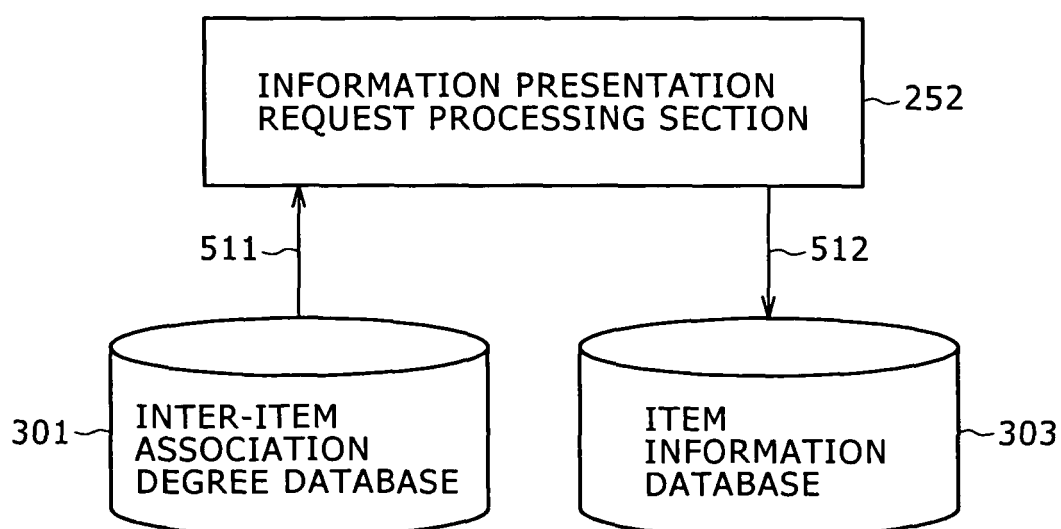 INFORMATION PRESENTATION
REQUEST PROCESSING SECTION
252
511
512
301
INTER-ITEM
ASSOCIATION
DEGREE DATABASE
ITEM
INFORMATION
DATABASE
303